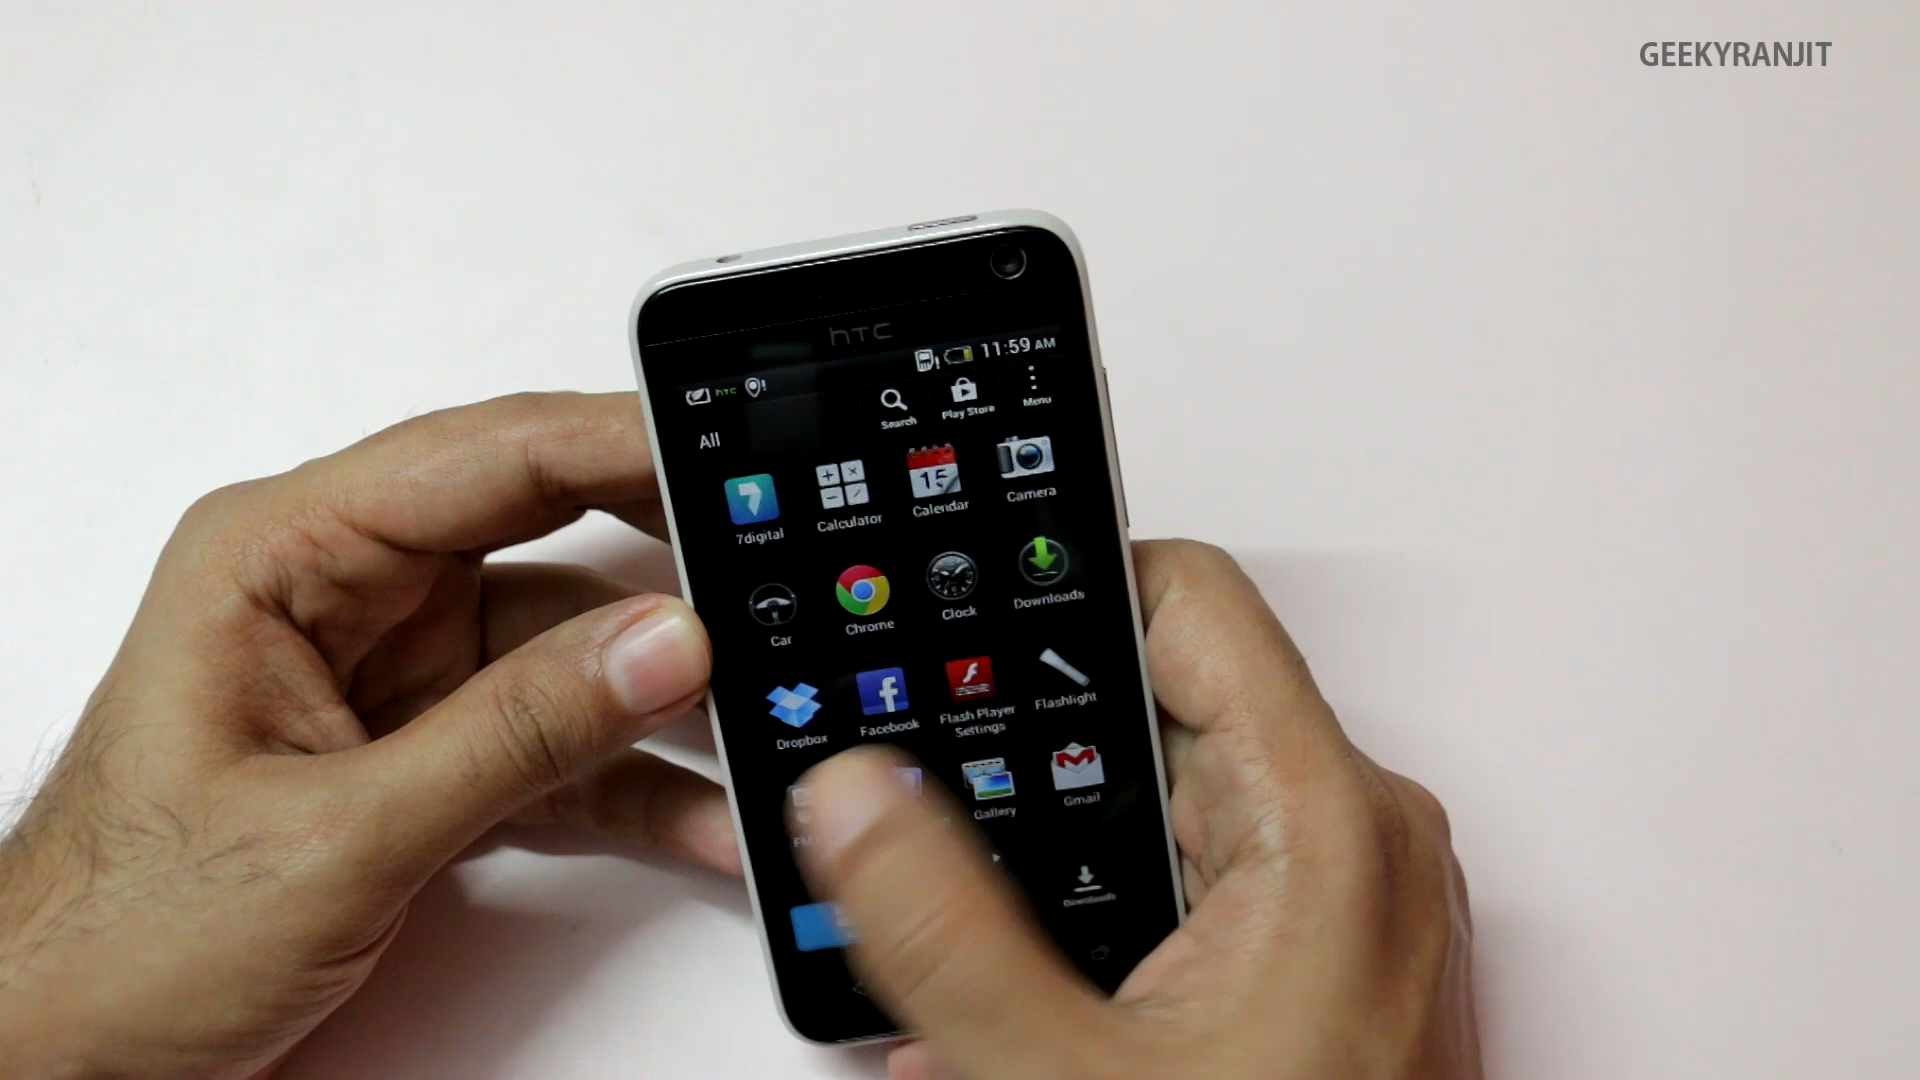 GEEKYRANJIT
hTC
11:59 AM
hTC
Search
Play Store
Menu
All
7digital
Calculator
15
Calendar
Camera
Car
Chrome
Clock
Downloads
Dropbox
Facebook
Flash Player
Settings
Flashlight
Gallery
Gmail
Downloads